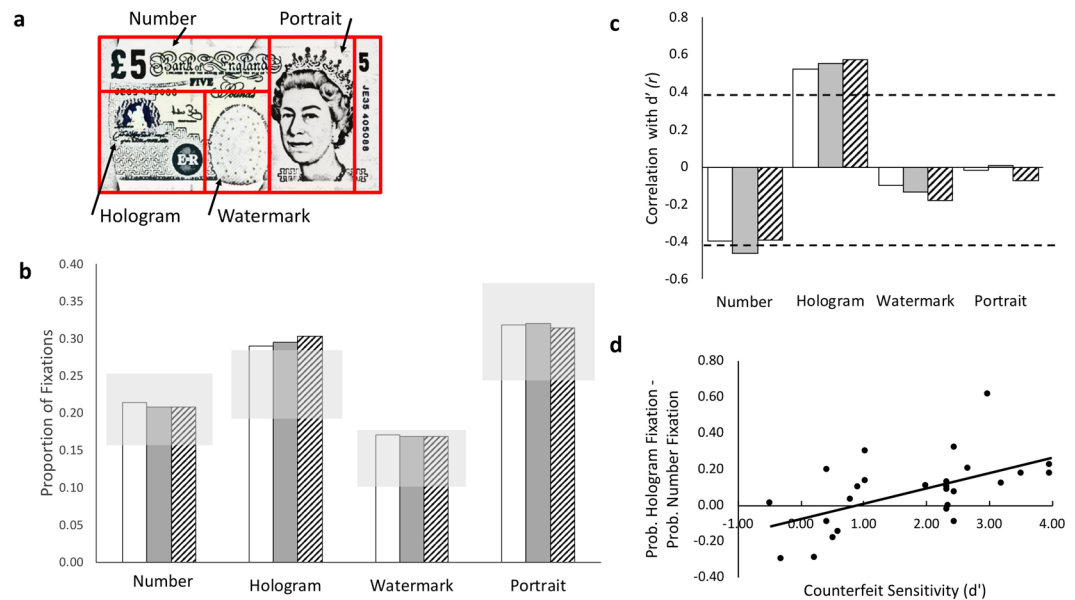 a
Number
Portrait
£5
Bank of England
FIVE
Pounds
5
JE35 405088
JE35 405088
E·R
Hologram
Watermark
b
Proportion of Fixations
0.40
0.35
0.30
0.25
0.20
0.15
0.10
0.05
0.00
Number
Hologram
Watermark
Portrait
c
Correlation with d' (r)
0.8
0.6
0.4
0.2
0
-0.2
-0.4
-0.6
Number
Hologram
Watermark
Portrait
d
Prob. Hologram Fixation -
Prob. Number Fixation
0.80
0.60
0.40
0.20
0.00
-0.20
-0.40
-1.00 0.00 1.00 2.00 3.00 4.00
Counterfeit Sensitivity (d')